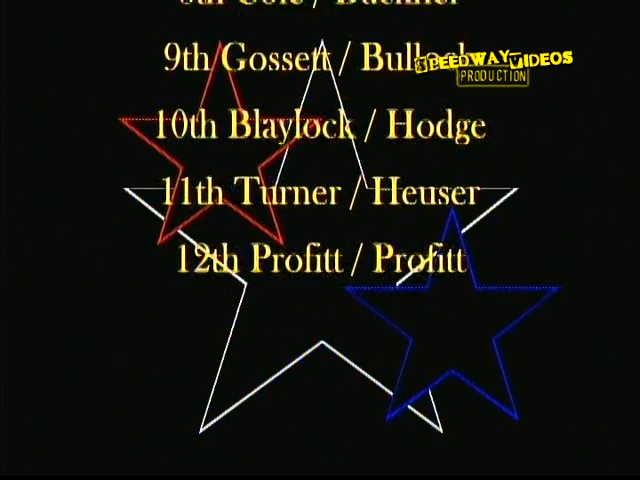 9th Gossett / Bullock
SPEEDWAY VIDEOS
PRODUCTION
10th Blaylock / Hodge
11th Turner / Heuser
12th Profitt / Profitt